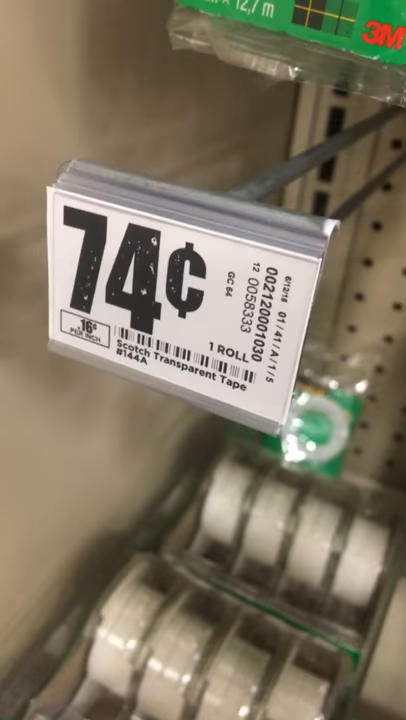 × 12,7 m
3M
74¢
16¢
PER INCH
1 ROLL
Scotch Transparent Tape
#144A
GC 64
12 0058333
002120001030
6/12/18 01/41/A/1/5